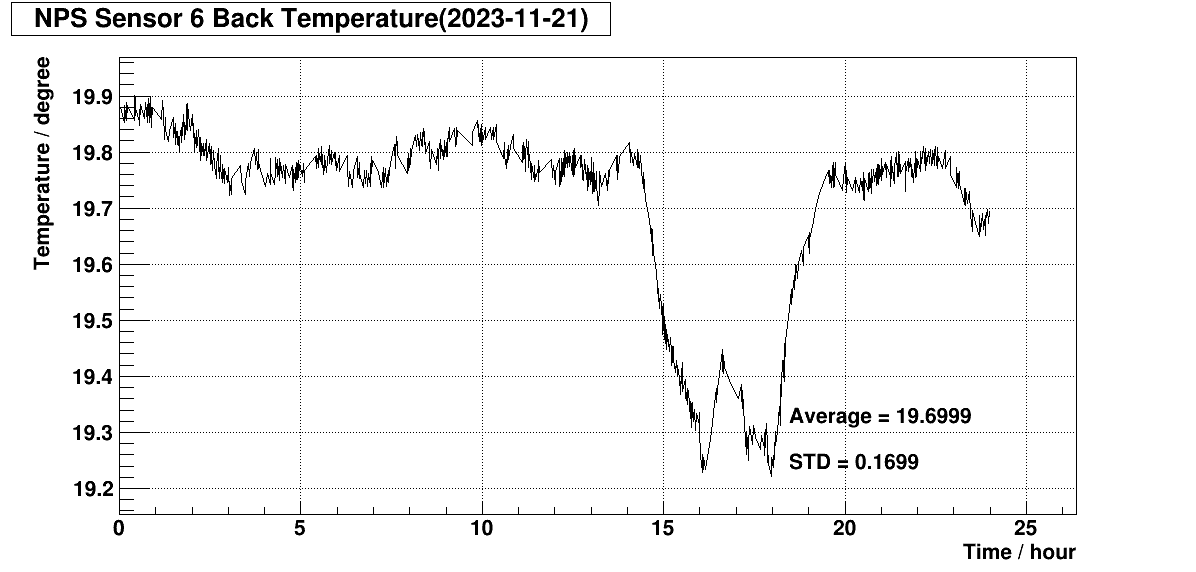 NPS Sensor 6 Back Temperature(2023-11-21)
Temperature / degree
19.9
19.8
19.7
19.6
19.5
19.4
19.3
19.2
Average = 19.6999
STD = 0.1699
0 5 10 15 20 25
Time / hour